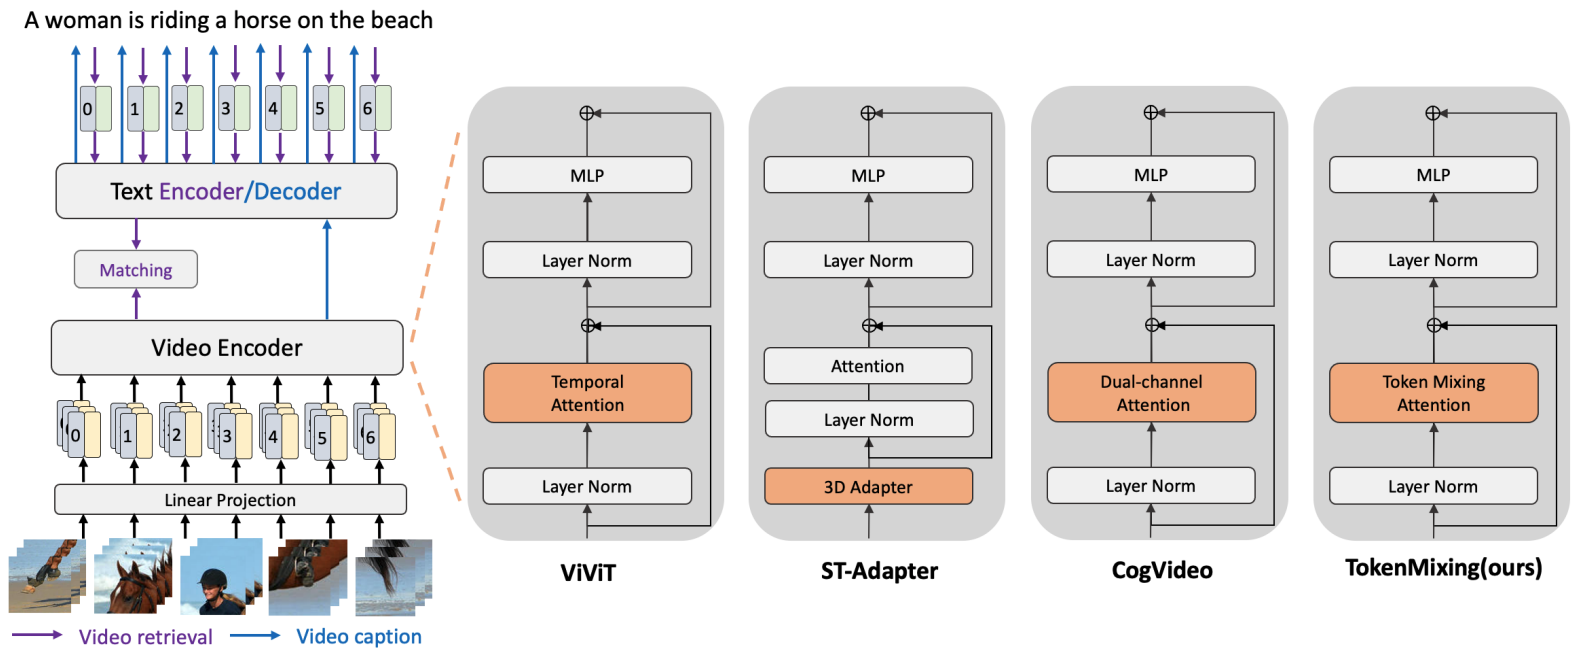 A woman is riding a horse on the beach
0 1 2 3 4 5 6
Text Encoder/Decoder
Matching
Video Encoder
0 1 2 3 4 5 6
Linear Projection
Video retrieval
Video caption
MLP
Layer Norm
Temporal
Attention
Layer Norm
ViViT
MLP
Layer Norm
Attention
Layer Norm
3D Adapter
ST-Adapter
MLP
Layer Norm
Dual-channel
Attention
Layer Norm
CogVideo
MLP
Layer Norm
Token Mixing
Attention
Layer Norm
TokenMixing(ours)